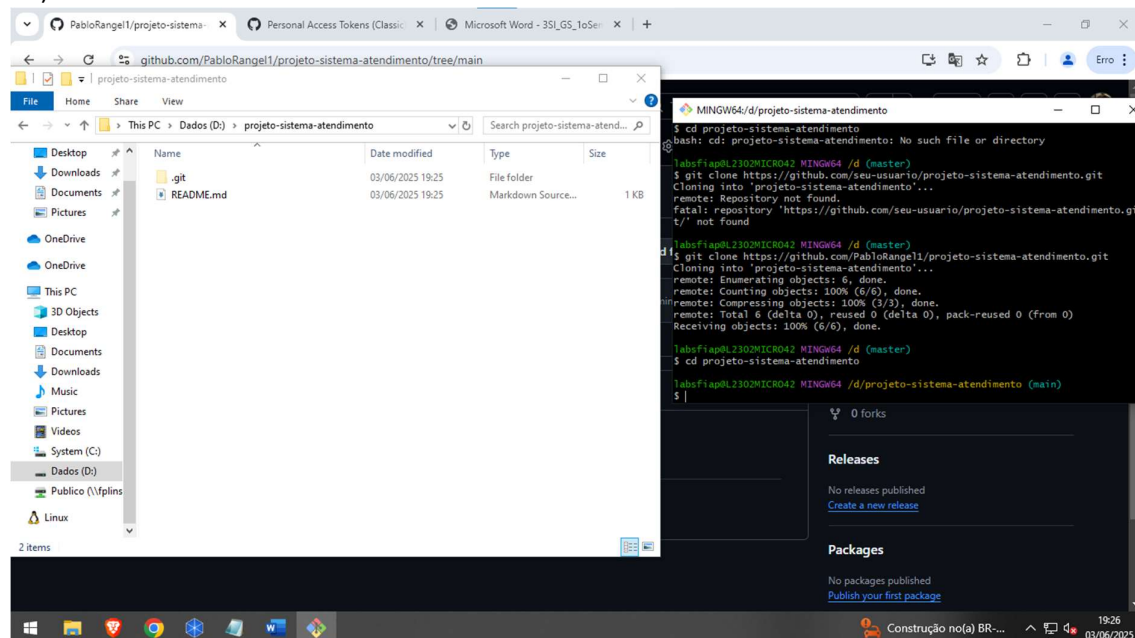 PabloRangel1/projeto-sistema-
Personal Access Tokens (Classic
Microsoft Word - 3SI_GS_1oSer
github.com/PabloRangel1/projeto-sistema-atendimento/tree/main
Erro
projeto-sistema-atendimento
File Home Share View
This PC > Dados (D:) > projeto-sistema-atendimento
Search projeto-sistema-atend...
Name Date modified Type Size
.git 03/06/2025 19:25 File folder
README.md 03/06/2025 19:25 Markdown Source... 1 KB
Desktop
Downloads
Documents
Pictures
OneDrive
OneDrive
This PC
3D Objects
Desktop
Documents
Downloads
Music
Pictures
Videos
System (C:)
Dados (D:)
Publico (\\fplins
Linux
2 items
MINGW64:/d/projeto-sistema-atendimento
$ cd projeto-sistema-atendimento
bash: cd: projeto-sistema-atendimento: No such file or directory
labsfiap@L2302MICRO42 MINGW64 /d (master)
$ git clone https://github.com/seu-usuario/projeto-sistema-atendimento.git
Cloning into 'projeto-sistema-atendimento'...
remote: Repository not found.
fatal: repository 'https://github.com/seu-usuario/projeto-sistema-atendimento.gi
t/' not found
labsfiap@L2302MICRO42 MINGW64 /d (master)
$ git clone https://github.com/PabloRangel1/projeto-sistema-atendimento.git
Cloning into 'projeto-sistema-atendimento'...
remote: Enumerating objects: 6, done.
remote: Counting objects: 100% (6/6), done.
remote: Compressing objects: 100% (3/3), done.
remote: Total 6 (delta 0), reused 0 (delta 0), pack-reused 0 (from 0)
Receiving objects: 100% (6/6), done.
labsfiap@L2302MICRO42 MINGW64 /d (master)
$ cd projeto-sistema-atendimento
labsfiap@L2302MICRO42 MINGW64 /d/projeto-sistema-atendimento (main)
$
0 forks
Releases
No releases published
Create a new release
Packages
No packages published
Publish your first package
Construção no(a) BR-...
19:26
03/06/202